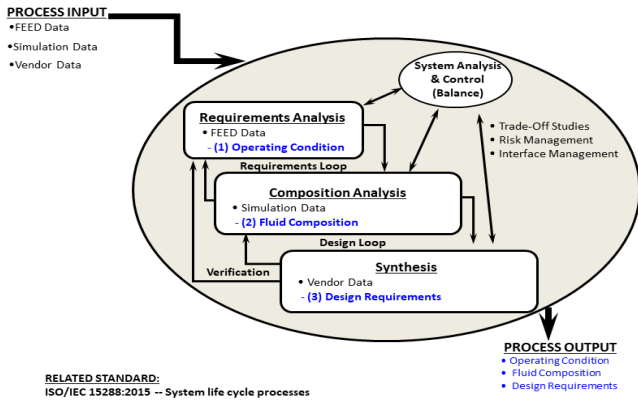 PROCESS INPUT
•FEED Data
•Simulation Data
•Vendor Data
System Analysis
& Control
(Balance)
Requirements Analysis
• FEED Data
- (1) Operating Condition
• Trade-Off Studies
• Risk Management
• Interface Management
Requirements Loop
Composition Analysis
• Simulation Data
- (2) Fluid Composition
Design Loop
Verification
Synthesis
• Vendor Data
- (3) Design Requirements
PROCESS OUTPUT
• Operating Condition
• Fluid Composition
• Design Requirements
RELATED STANDARD:
ISO/IEC 15288:2015 -- System life cycle processes